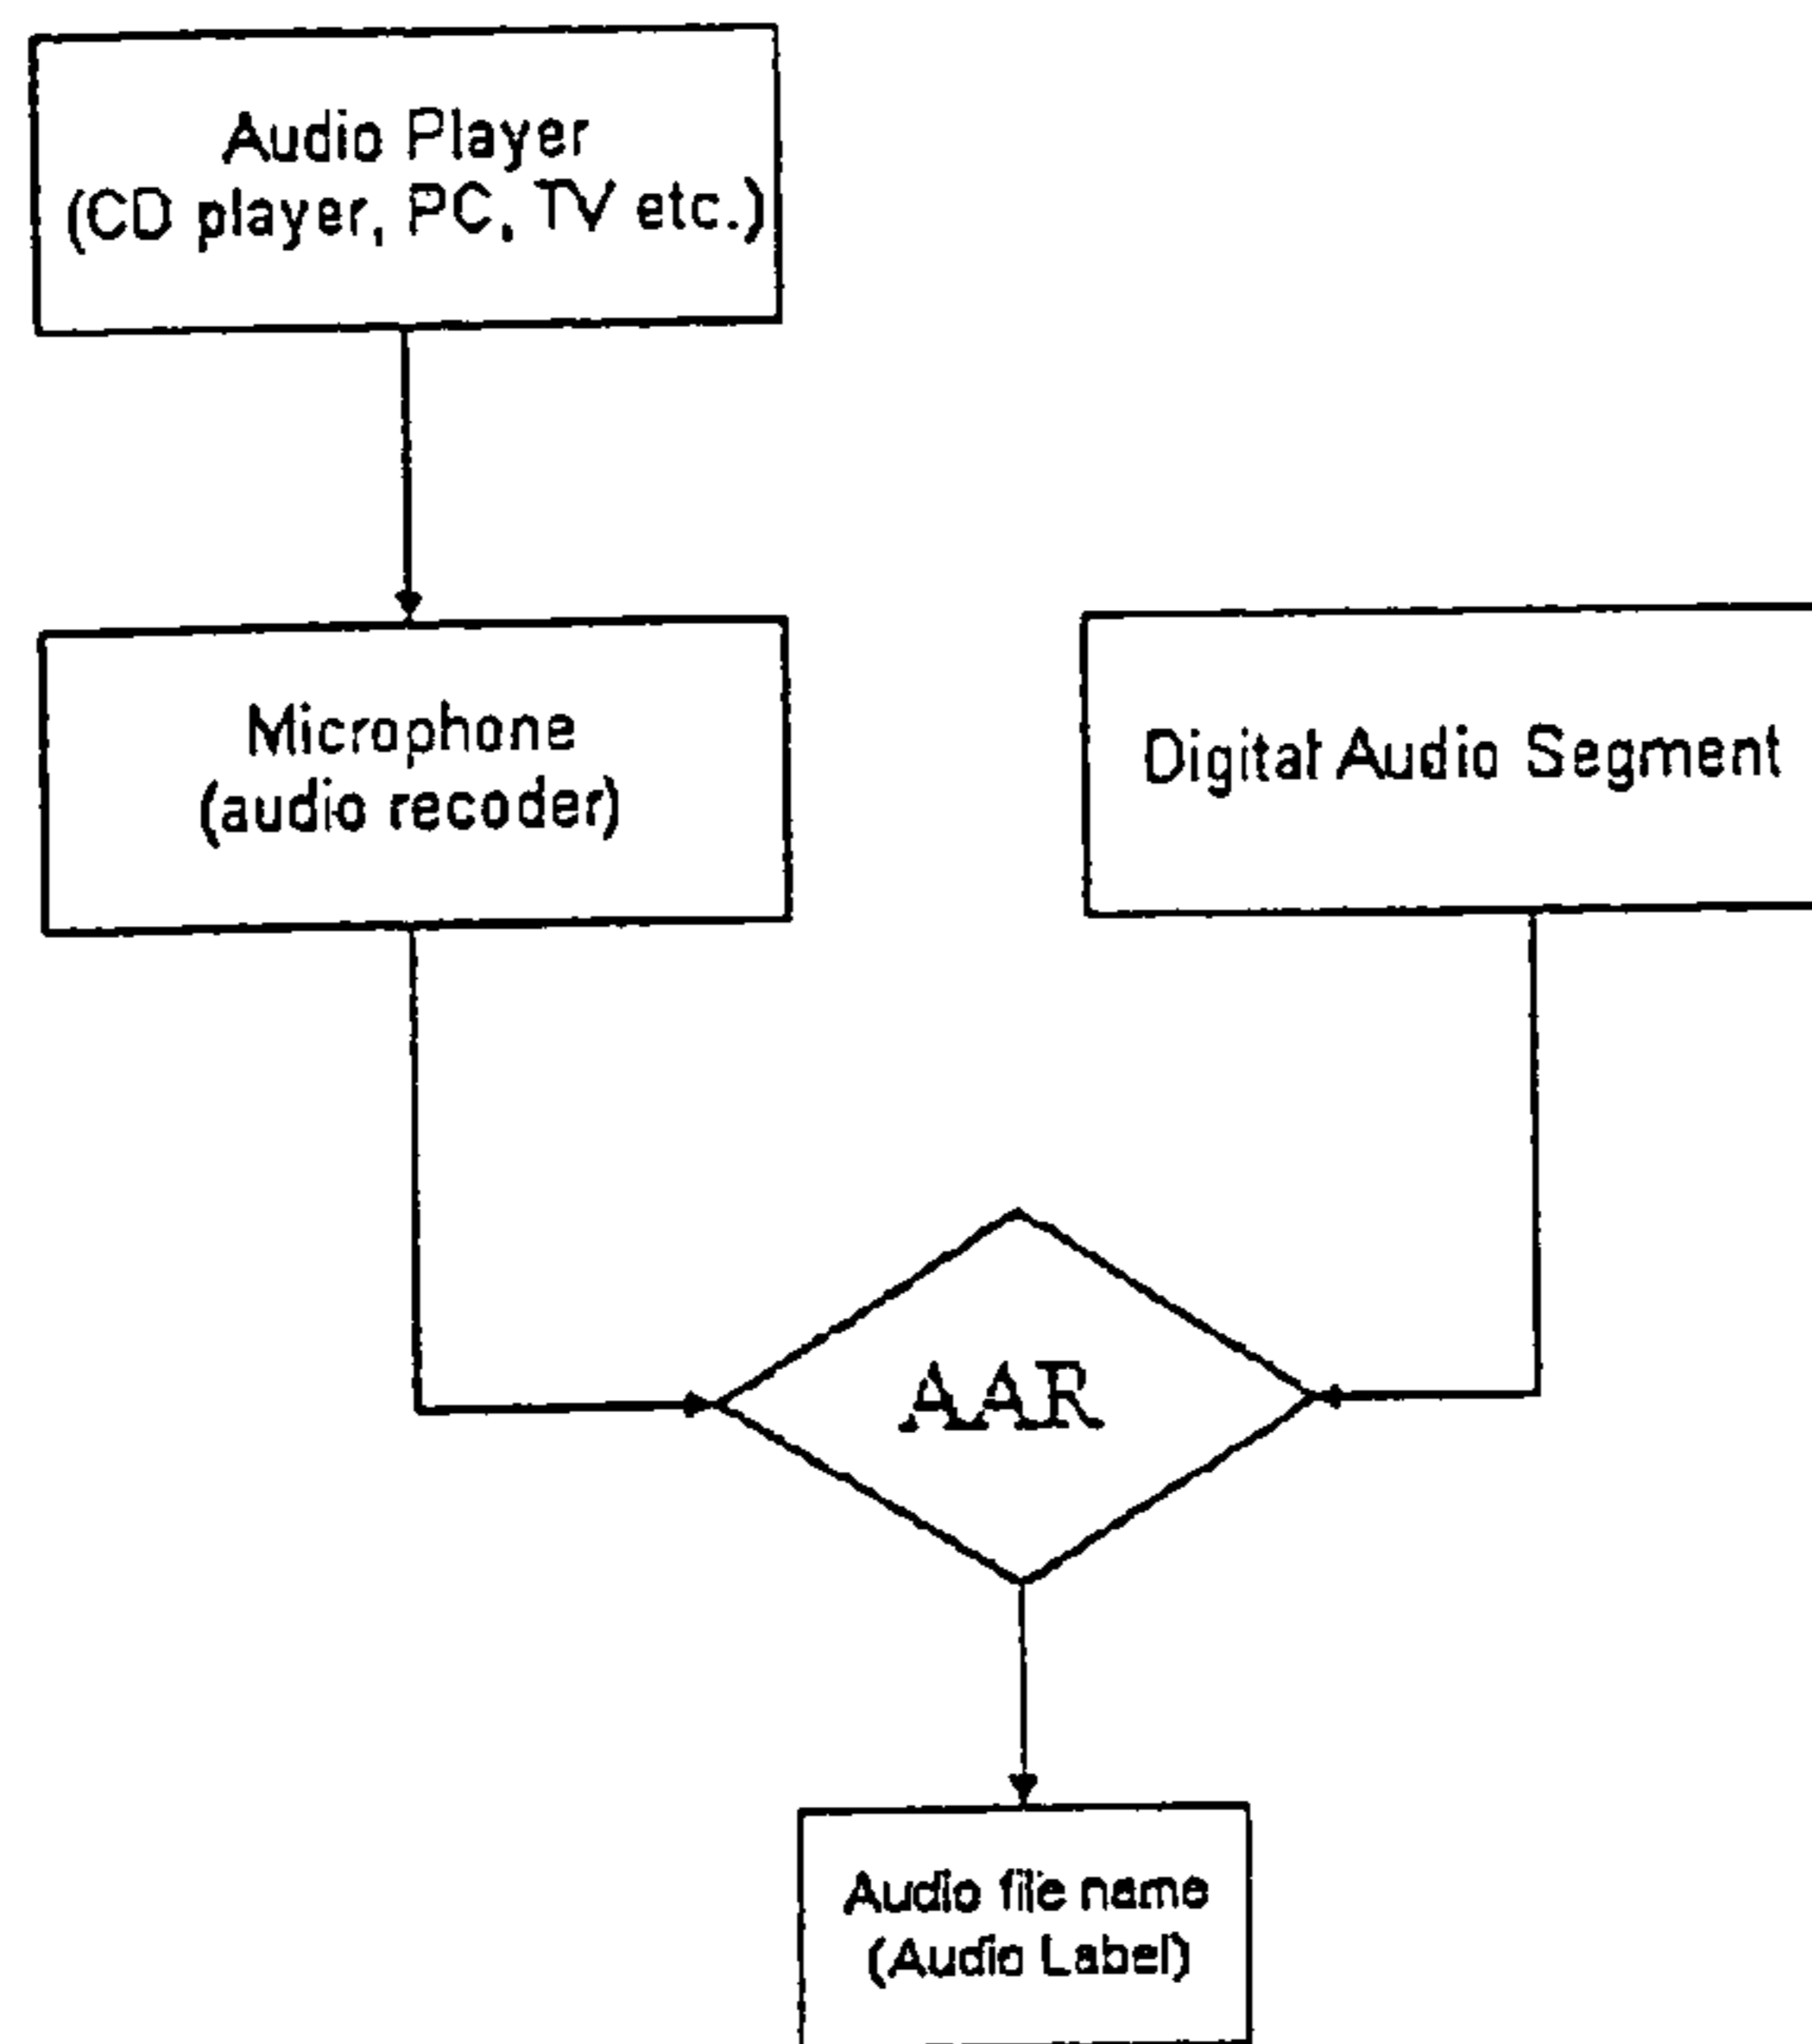 Audio Player
(CD player, PC, TV etc.)
Microphone
(audio recoder)
Digital Audio Segment
AAR
Audio file name
(Audio Label)